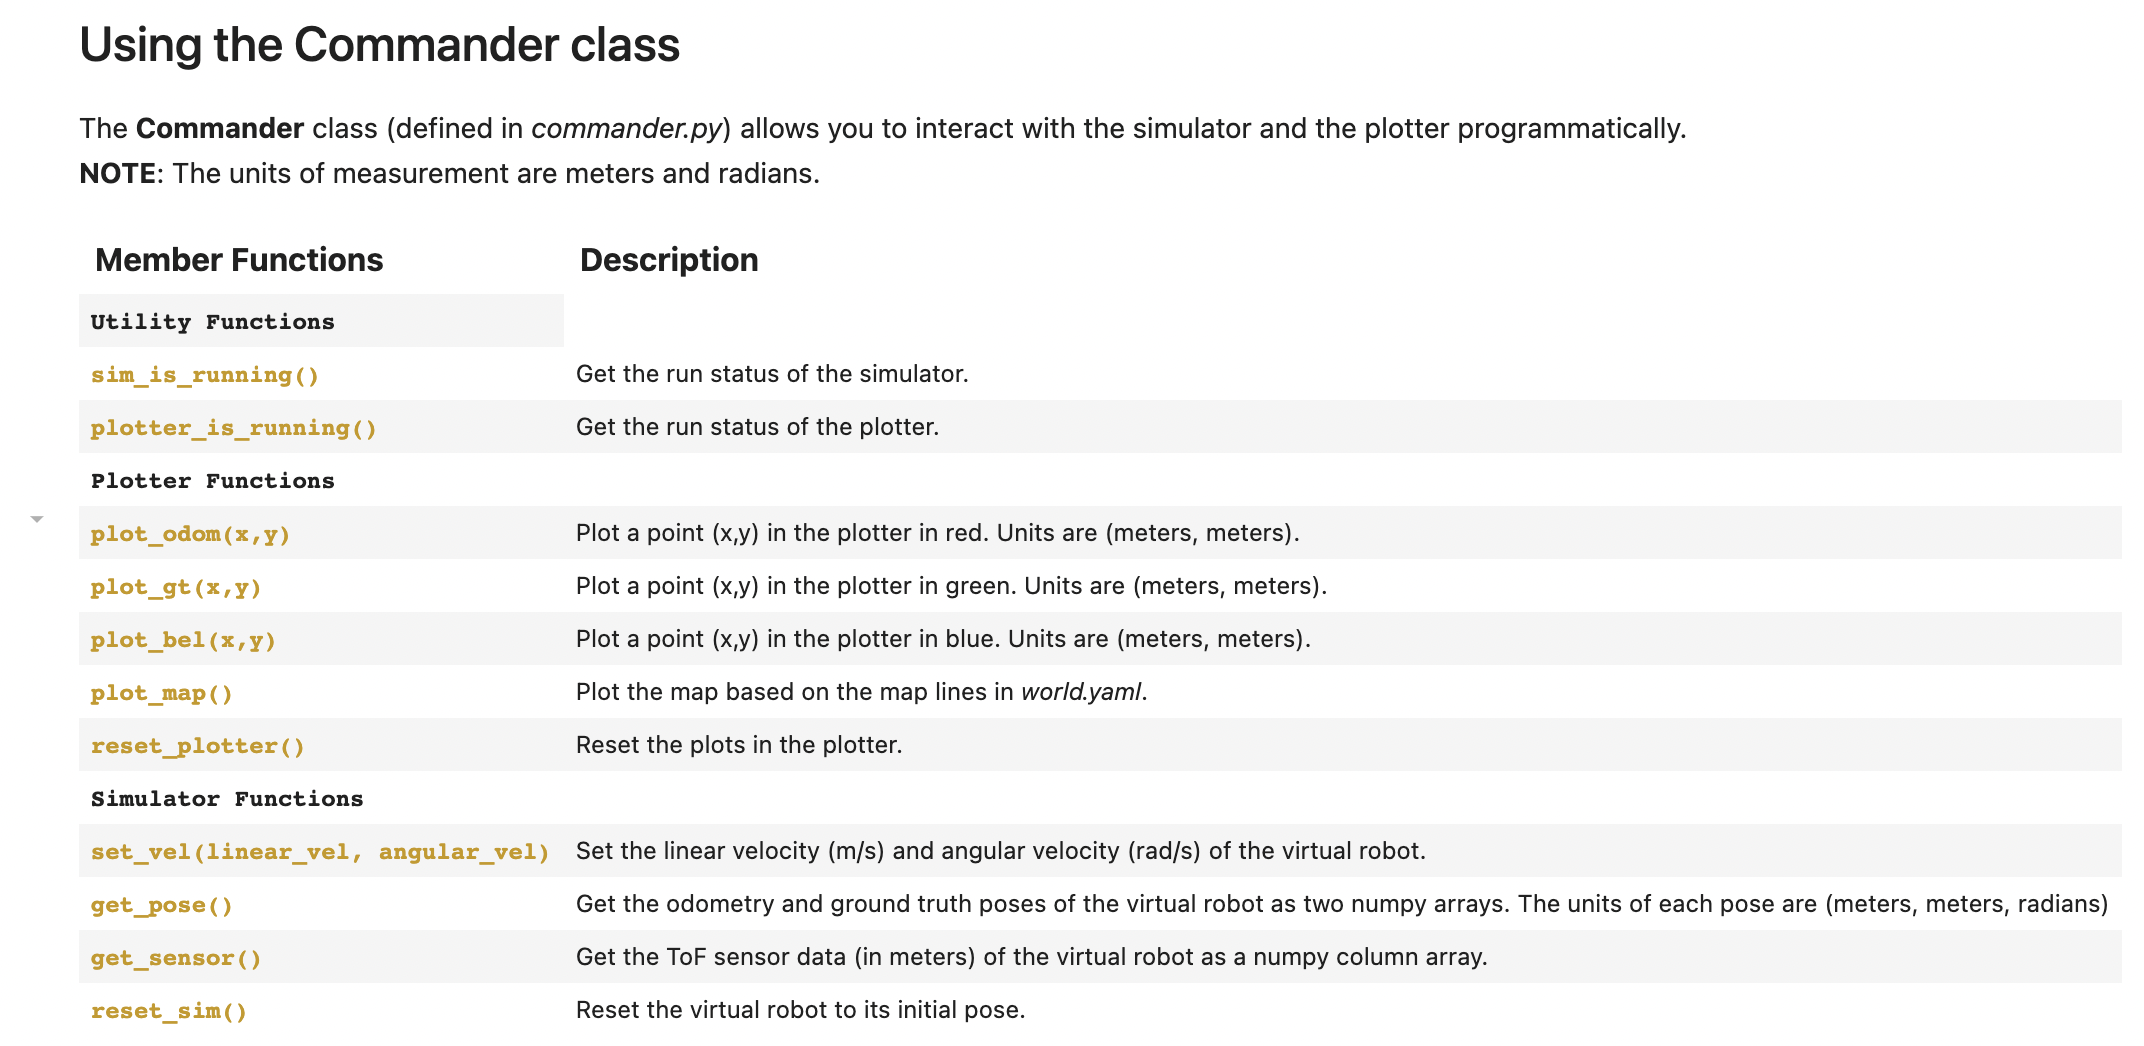 Using the Commander class
The Commander class (defined in commander.py) allows you to interact with the simulator and the plotter programmatically.
NOTE: The units of measurement are meters and radians.
Member Functions Description
Utility Functions
sim_is_running() Get the run status of the simulator.
plotter_is_running() Get the run status of the plotter.
Plotter Functions
plot_odom(x,y) Plot a point (x,y) in the plotter in red. Units are (meters, meters).
plot_gt(x,y) Plot a point (x,y) in the plotter in green. Units are (meters, meters).
plot_bel(x,y) Plot a point (x,y) in the plotter in blue. Units are (meters, meters).
plot_map() Plot the map based on the map lines in world.yaml.
reset_plotter() Reset the plots in the plotter.
Simulator Functions
set_vel(linear_vel, angular_vel) Set the linear velocity (m/s) and angular velocity (rad/s) of the virtual robot.
get_pose() Get the odometry and ground truth poses of the virtual robot as two numpy arrays. The units of each pose are (meters, meters, radians)
get_sensor() Get the ToF sensor data (in meters) of the virtual robot as a numpy column array.
reset_sim() Reset the virtual robot to its initial pose.